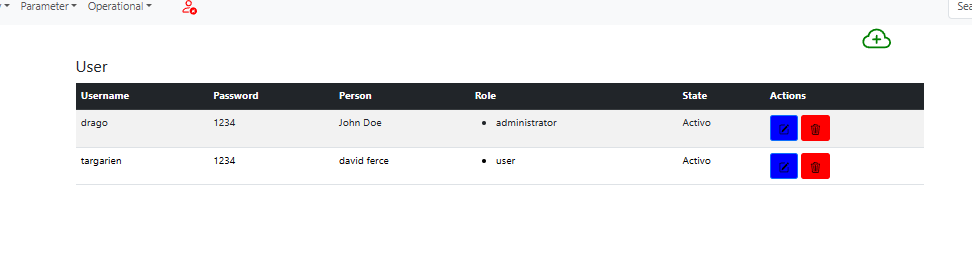 Parameter Operational
User
Username Password Person Role State Actions
drago 1234 John Doe • administrator Activo
targarien 1234 david ferce • user Activo